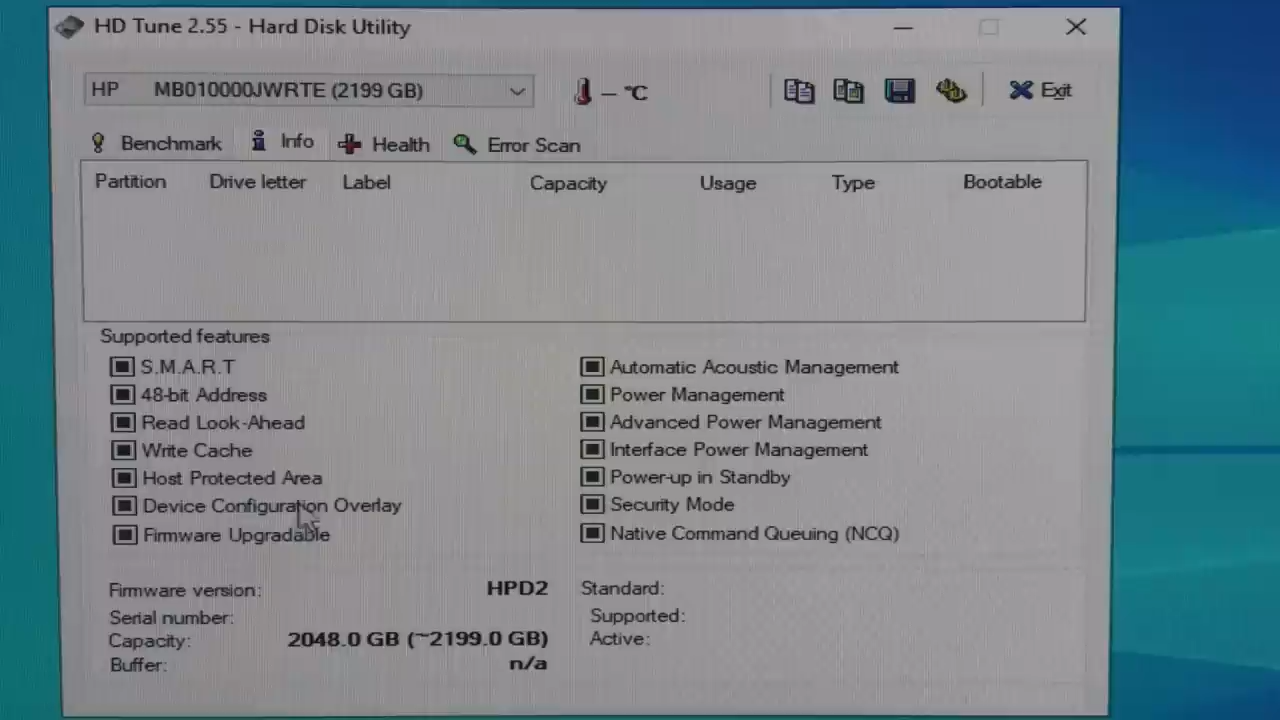 HD Tune 2.55 - Hard Disk Utility
HP MB010000JWRTE (2199 GB) – °C Exit
Benchmark Info Health Error Scan
Partition Drive letter Label Capacity Usage Type Bootable
Supported features
S.M.A.R.T Automatic Acoustic Management
48-bit Address Power Management
Read Look-Ahead Advanced Power Management
Write Cache Interface Power Management
Host Protected Area Power-up in Standby
Device Configuration Overlay Security Mode
Firmware Upgradable Native Command Queuing (NCQ)
Firmware version: HPD2 Standard:
Serial number: Supported:
Capacity: 2048.0 GB (~2199.0 GB) Active:
Buffer: n/a